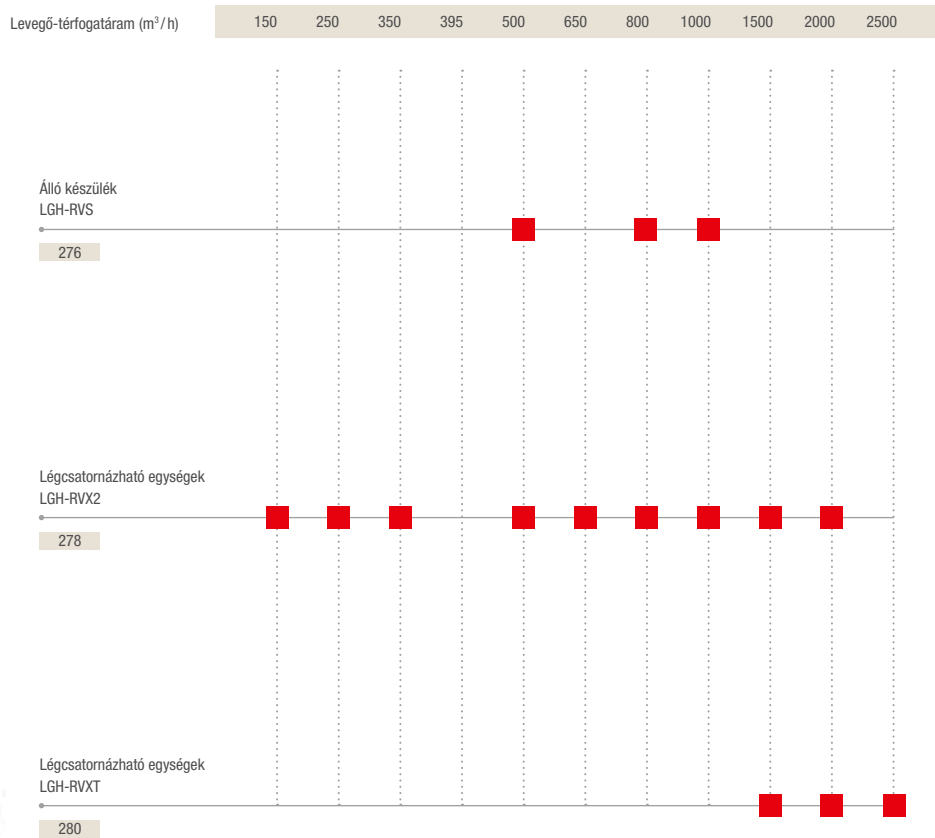 Levegő-térfogatáram (m³/h) 150 250 350 395 500 650 800 1000 1500 2000 2500
Álló készülék
LGH-RVS
276
Légcsatornázható egységek
LGH-RVX2
278
Légcsatornázható egységek
LGH-RVXT
280